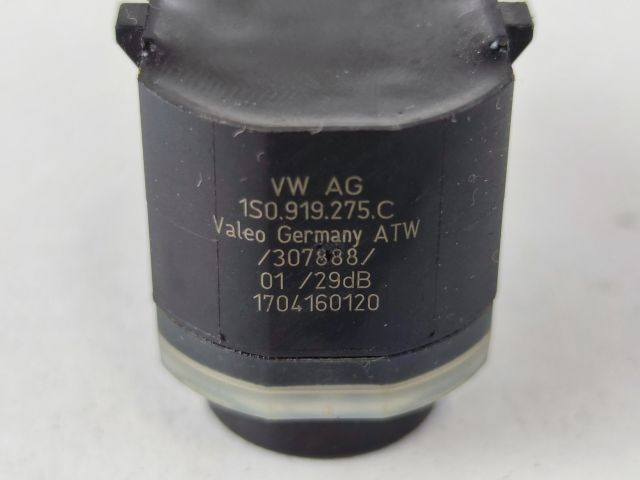 VW AG
1S0.919.275.C
Valeo Germany ATW
/307888/
01 /29dB
1704160120